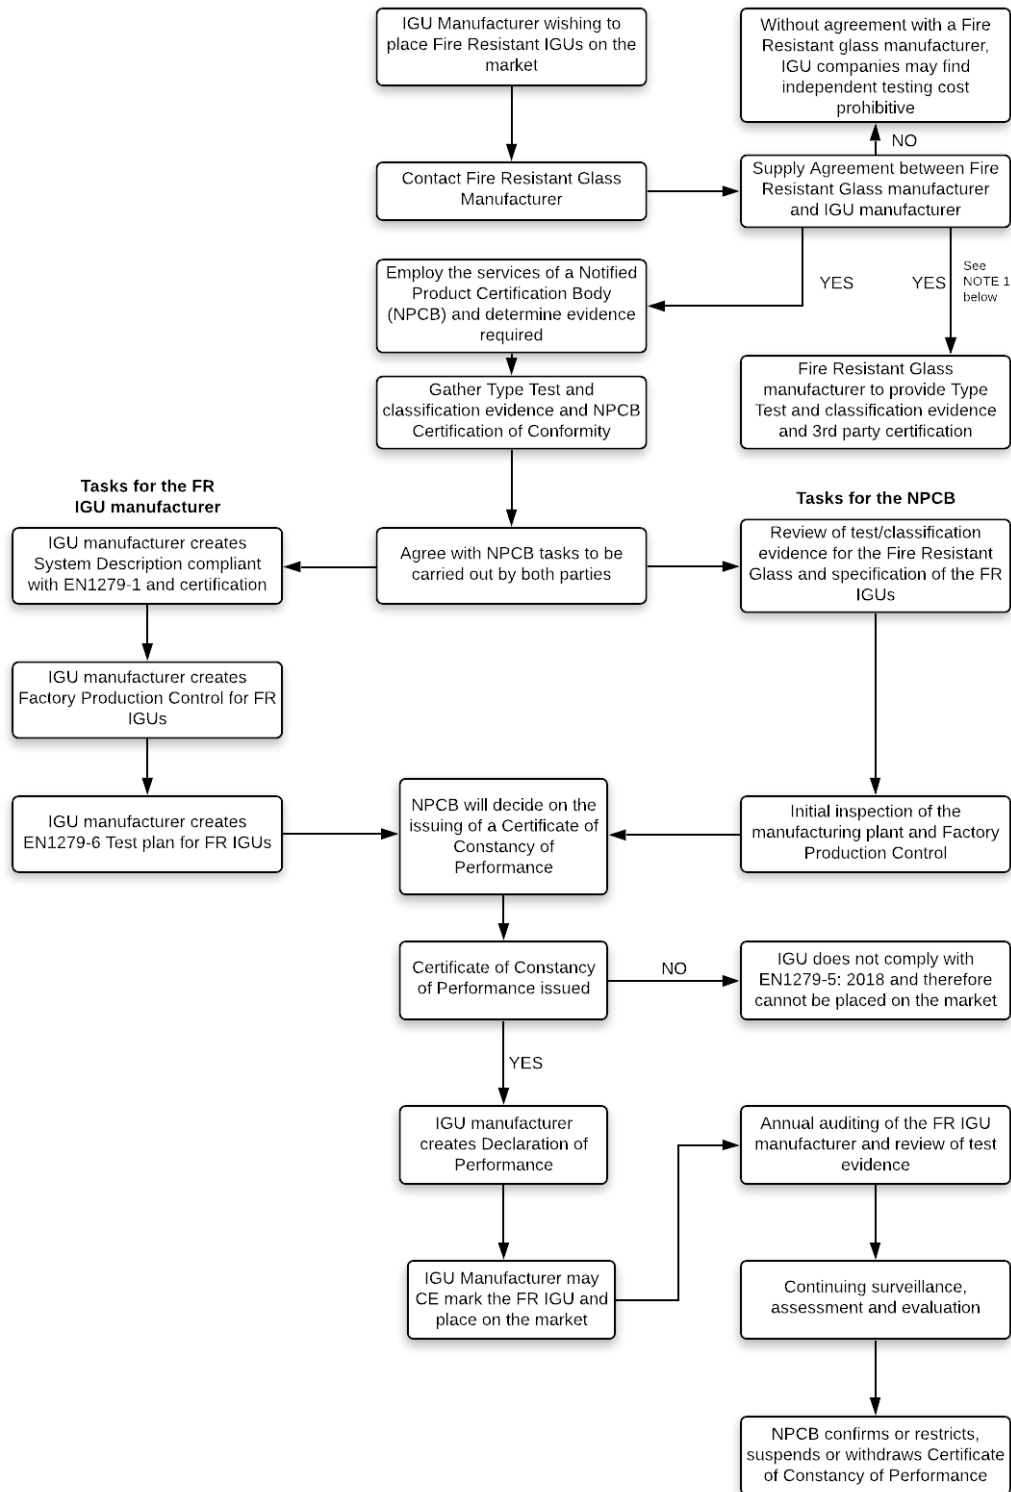 IGU Manufacturer wishing to
place Fire Resistant IGUs on the
market
Without agreement with a Fire
Resistant glass manufacturer,
IGU companies may find
independent testing cost
prohibitive
NO
Contact Fire Resistant Glass
Manufacturer
Supply Agreement between Fire
Resistant Glass manufacturer
and IGU manufacturer
YES
YES
See
NOTE 1
below
Employ the services of a Notified
Product Certification Body
(NPCB) and determine evidence
required
Fire Resistant Glass
manufacturer to provide Type
Test and classification evidence
and 3rd party certification
Gather Type Test and
classification evidence and NPCB
Certification of Conformity
Tasks for the FR
IGU manufacturer
Tasks for the NPCB
IGU manufacturer creates
System Description compliant
with EN1279-1 and certification
Agree with NPCB tasks to be
carried out by both parties
Review of test/classification
evidence for the Fire Resistant
Glass and specification of the FR
IGUs
IGU manufacturer creates
Factory Production Control for FR
IGUs
IGU manufacturer creates
EN1279-6 Test plan for FR IGUs
NPCB will decide on the
issuing of a Certificate of
Constancy of
Performance
Initial inspection of the
manufacturing plant and Factory
Production Control
Certificate of Constancy
of Performance issued
NO
IGU does not comply with
EN1279-5: 2018 and therefore
cannot be placed on the market
YES
IGU manufacturer
creates Declaration of
Performance
Annual auditing of the FR IGU
manufacturer and review of test
evidence
IGU Manufacturer may
CE mark the FR IGU and
place on the market
Continuing surveillance,
assessment and evaluation
NPCB confirms or restricts,
suspends or withdraws Certificate
of Constancy of Performance